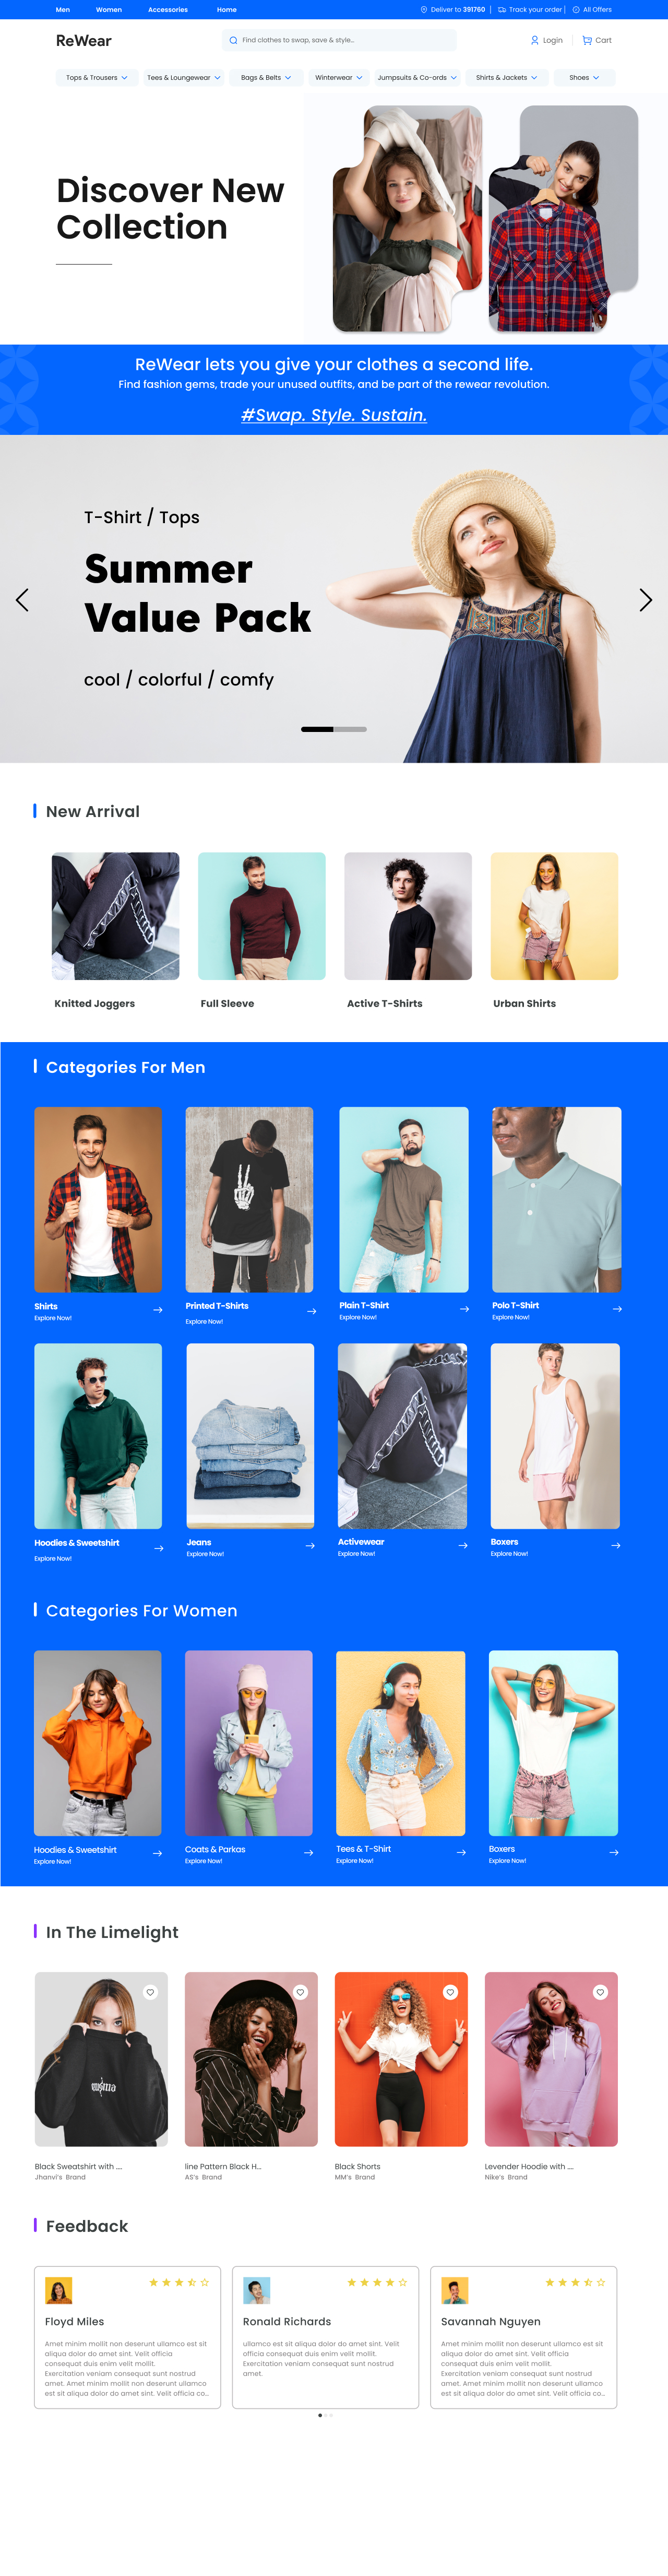 Men Women Accessories Home Deliver to 391760 | Track your order | All Offers
ReWear Find clothes to swap, save & style... Login Cart
Tops & Trousers Tees & Loungewear Bags & Belts Winterwear Jumpsuits & Co-ords Shirts & Jackets Shoes
Discover New
Collection
ReWear lets you give your clothes a second life.
Find fashion gems, trade your unused outfits, and be part of the rewear revolution.
#Swap. Style. Sustain.
T-Shirt / Tops
Summer
Value Pack
cool / colorful / comfy
New Arrival
Knitted Joggers Full Sleeve Active T-Shirts Urban Shirts
Categories For Men
Shirts Printed T-Shirts Plain T-Shirt Polo T-Shirt
Explore Now! Explore Now! Explore Now! Explore Now!
Hoodies & Sweetshirt Jeans Activewear Boxers
Explore Now! Explore Now! Explore Now! Explore Now!
Categories For Women
Hoodies & Sweetshirt Coats & Parkas Tees & T-Shirt Boxers
Explore Now! Explore Now! Explore Now! Explore Now!
In The Limelight
Black Sweatshirt with .... line Pattern Black H... Black Shorts Levender Hoodie with ....
Jhanvi's Brand AS's Brand MM's Brand Nike's Brand
Feedback
Floyd Miles
Amet minim mollit non deserunt ullamco est sit
aliqua dolor do amet sint. Velit officia
consequat duis enim velit mollit.
Exercitation veniam consequat sunt nostrud
amet. Amet minim mollit non deserunt ullamco
est sit aliqua dolor do amet sint. Velit officia co...
Ronald Richards
ullamco est sit aliqua dolor do amet sint. Velit
officia consequat duis enim velit mollit.
Exercitation veniam consequat sunt nostrud
amet.
Savannah Nguyen
Amet minim mollit non deserunt ullamco est sit
aliqua dolor do amet sint. Velit officia
consequat duis enim velit mollit.
Exercitation veniam consequat sunt nostrud
amet. Amet minim mollit non deserunt ullamco
est sit aliqua dolor do amet sint. Velit officia co...